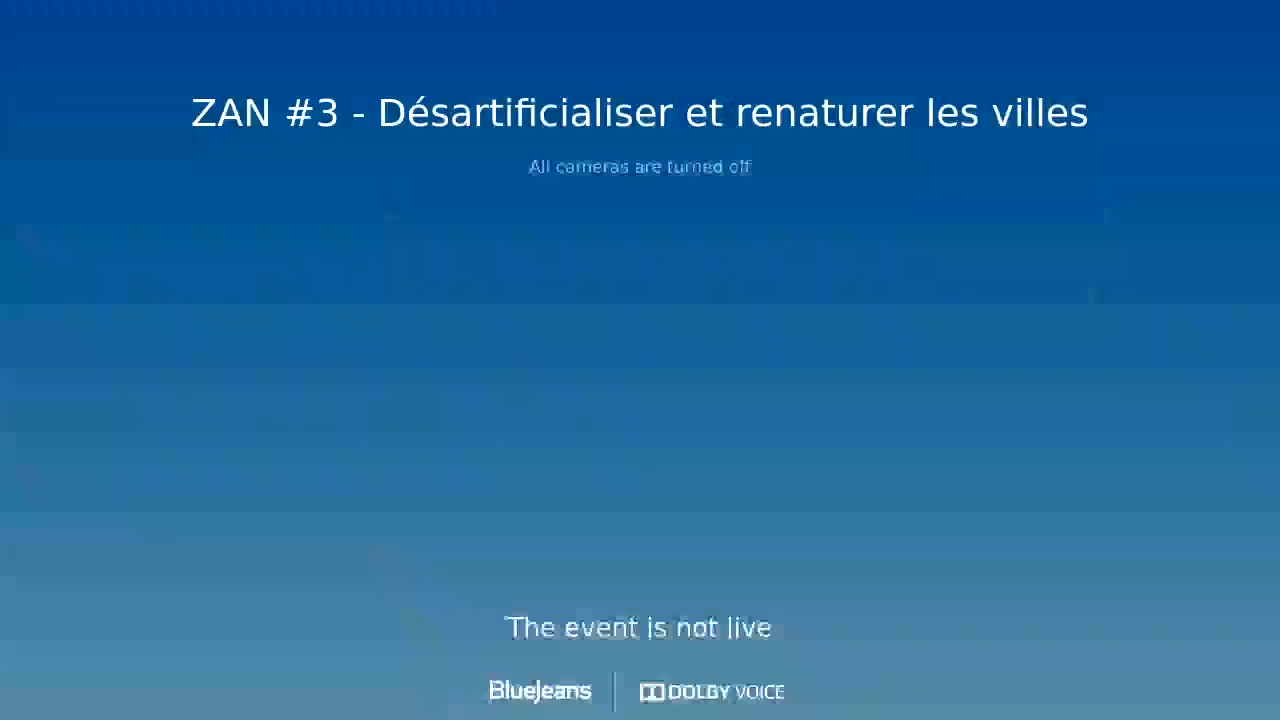 ZAN #3 - Désartificialiser et renaturer les villes
All cameras are turned off
The event is not live
BlueJeans | DOLBY VOICE